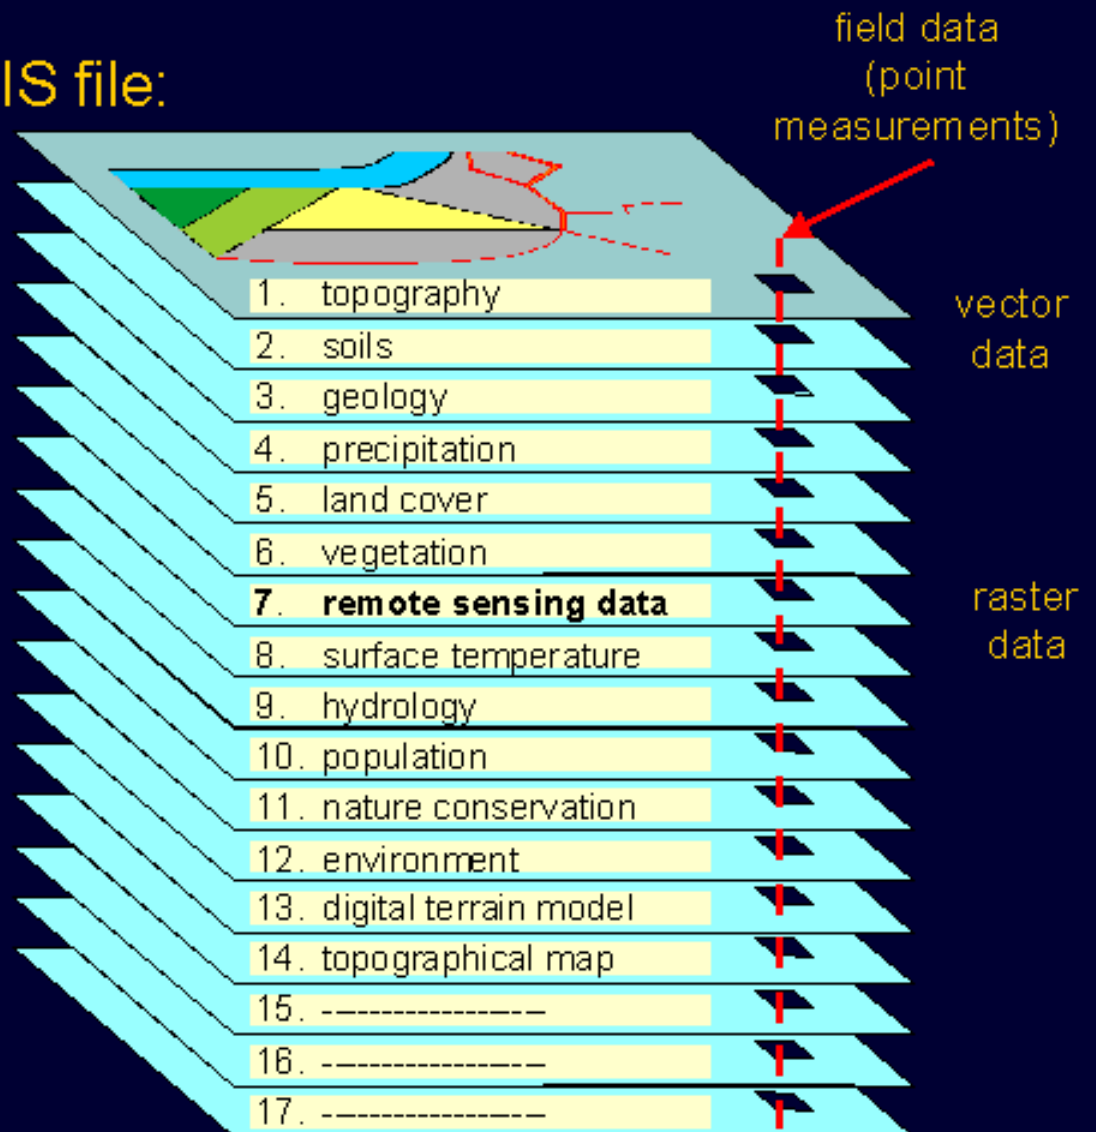 IS file:
field data
(point
measurements)
1. topography
2. soils
3. geology
4. precipitation
5. land cover
6. vegetation
7. remote sensing data
8. surface temperature
9. hydrology
10. population
11. nature conservation
12. environment
13. digital terrain model
14. topographical map
15. -------------------
16. -------------------
17. -------------------
vector
data
raster
data